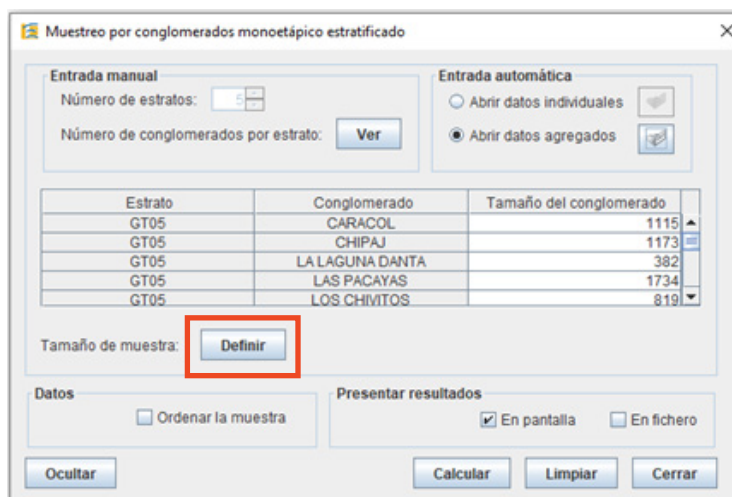 Muestreo por conglomerados monoetápico estratificado
Entrada manual
Número de estratos: 5
Número de conglomerados por estrato: Ver
Entrada automática
Abrir datos individuales
Abrir datos agregados
Estrato Conglomerado Tamaño del conglomerado
GT05 CARACOL 1115
GT05 CHIPAJ 1173
GT05 LA LAGUNA DANTA 382
GT05 LAS PACAYAS 1734
GT05 LOS CHIVITOS 819
Tamaño de muestra: Definir
Datos
Ordenar la muestra
Presentar resultados
En pantalla En fichero
Ocultar Calcular Limpiar Cerrar